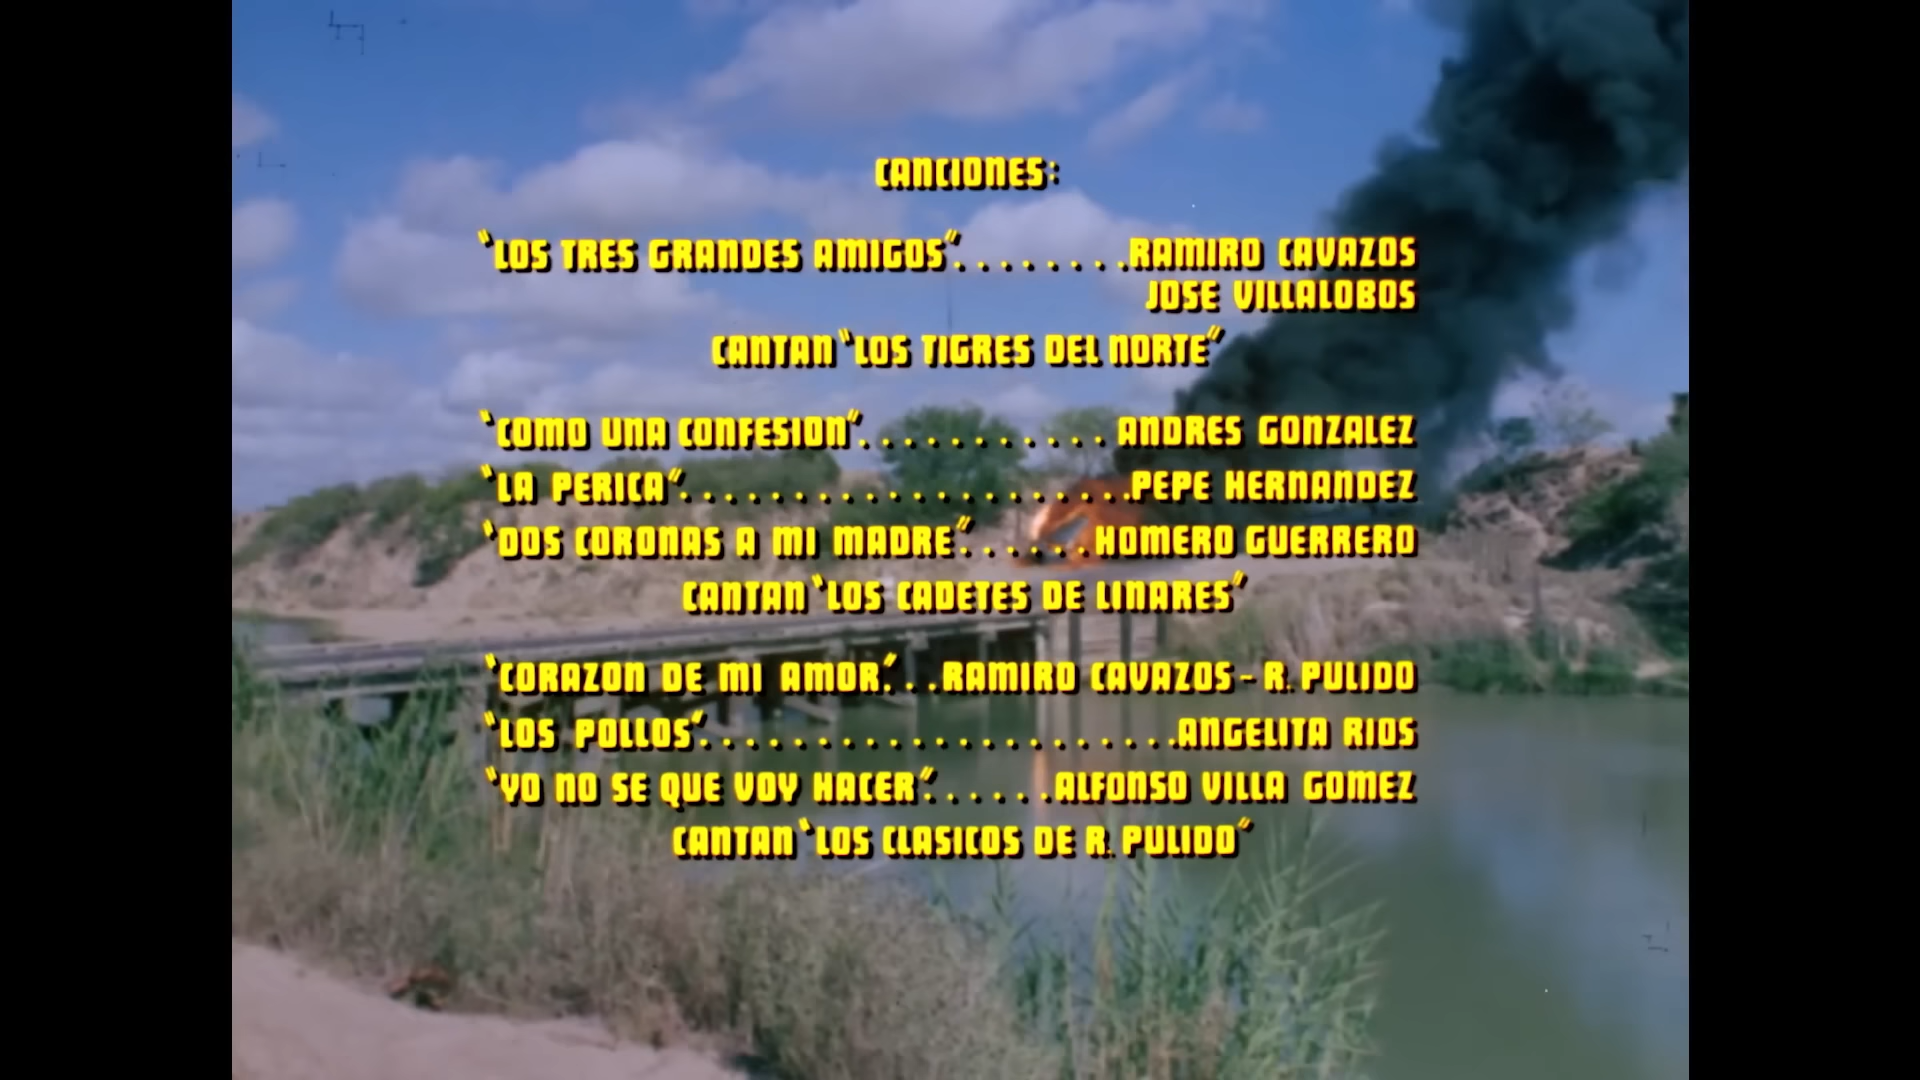 CANCIONES:
"LOS TRES GRANDES AMIGOS"........RAMIRO CAVAZOS
JOSE VILLALOBOS
CANTAN "LOS TIGRES DEL NORTE"
"COMO UNA CONFESION"............ANDRES GONZALEZ
"LA PERICA"......................PEPE HERNANDEZ
"DOS CORONAS A MI MADRE"......HOMERO GUERRERO
CANTAN "LOS CADETES DE LINARES"
"CORAZON DE MI AMOR"...RAMIRO CAVAZOS - R. PULIDO
"LOS POLLOS".......................ANGELITA RIOS
"YO NO SE QUE VOY HACER"......ALFONSO VILLA GOMEZ
CANTAN "LOS CLASICOS DE R. PULIDO"